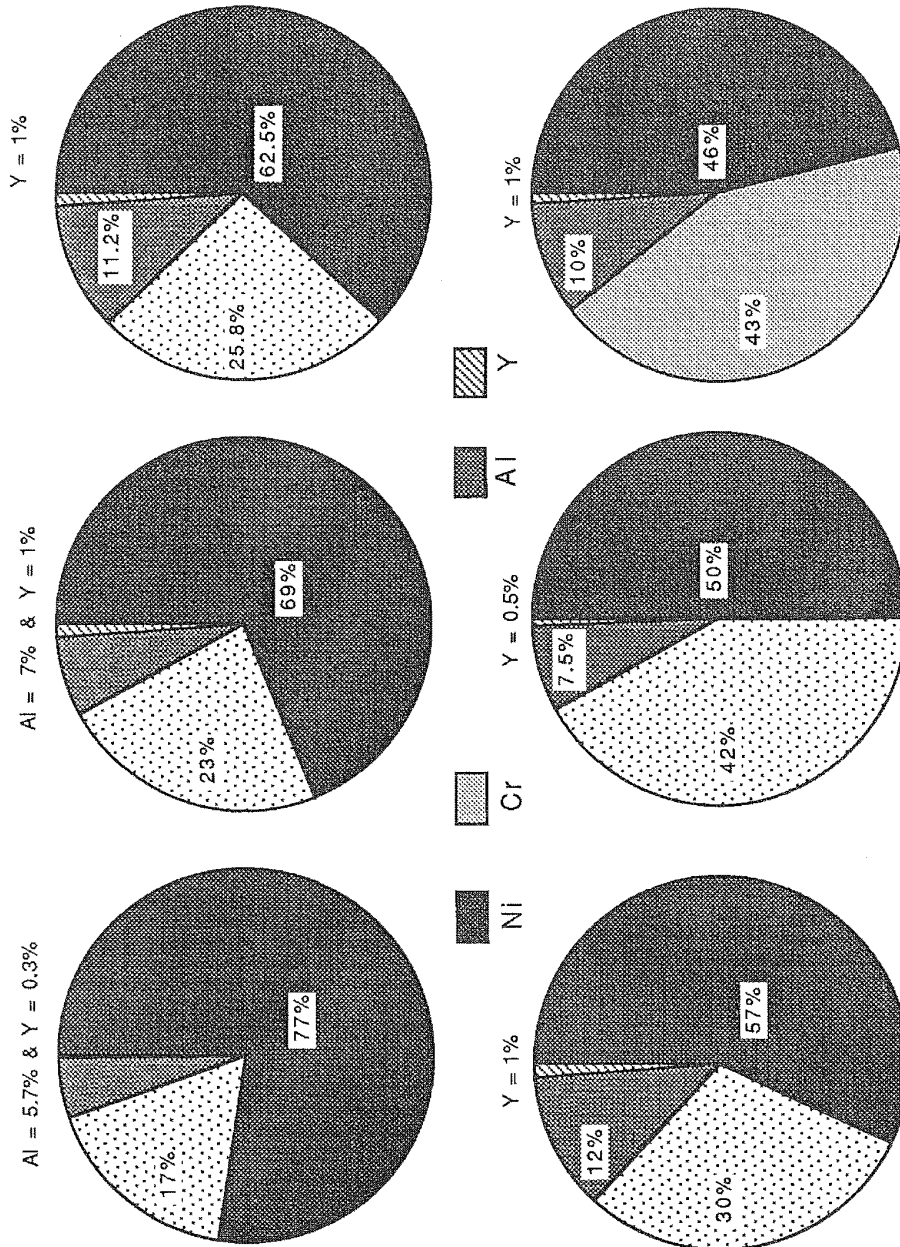 Al = 5.7% & Y = 0.3%
17%
77%
Al = 7% & Y = 1%
23%
69%
Y = 1%
11.2%
25.8%
62.5%
Ni
Cr
Al
Y
Y = 1%
12%
30%
57%
Y = 0.5%
7.5%
42%
50%
Y = 1%
10%
43%
46%